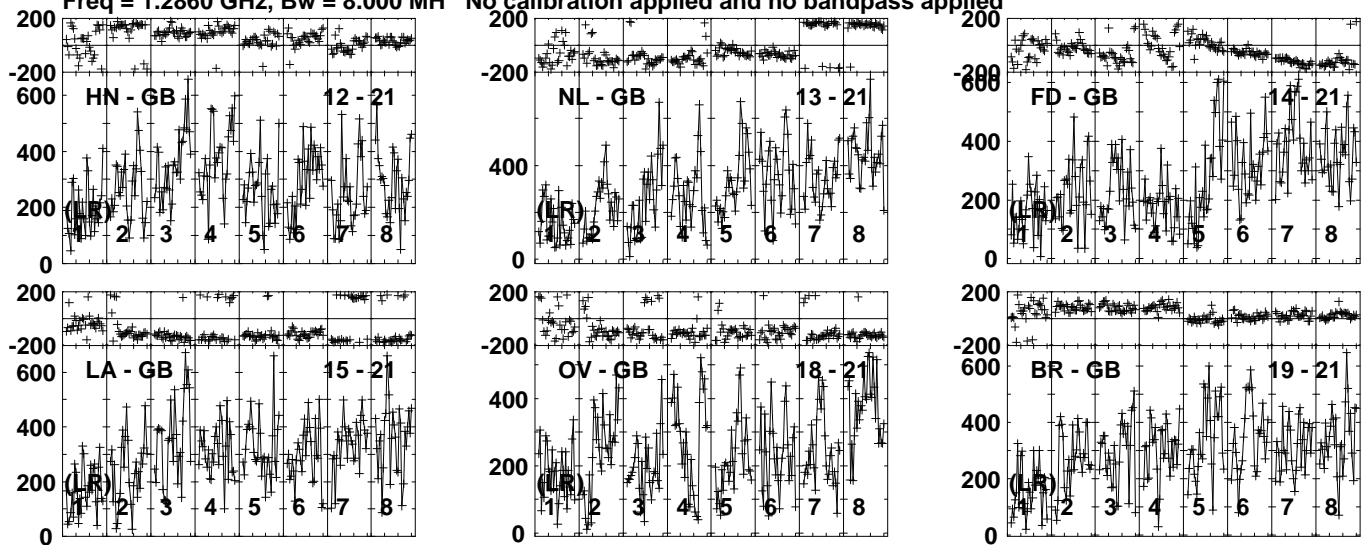 Freq = 1.2860 GHz, Bw = 8.000 MH No calibration applied and no bandpass applied
200
-200
600
400
200
0
HN - GB 12 - 21
(LR)
1 2 3 4 5 6 7 8
200
-200
400
0
NL - GB 13 - 21
(LR)
1 2 3 4 5 6 7 8
200
-200
600
400
200
0
FD - GB 14 - 21
(LR)
1 2 3 4 5 6 7 8
200
-200
600
400
200
0
LA - GB 15 - 21
(LR)
1 2 3 4 5 6 7 8
200
-200
600
400
200
0
OV - GB 18 - 21
(LR)
1 2 3 4 5 6 7 8
200
-200
600
400
200
0
BR - GB 19 - 21
(LR)
1 2 3 4 5 6 7 8